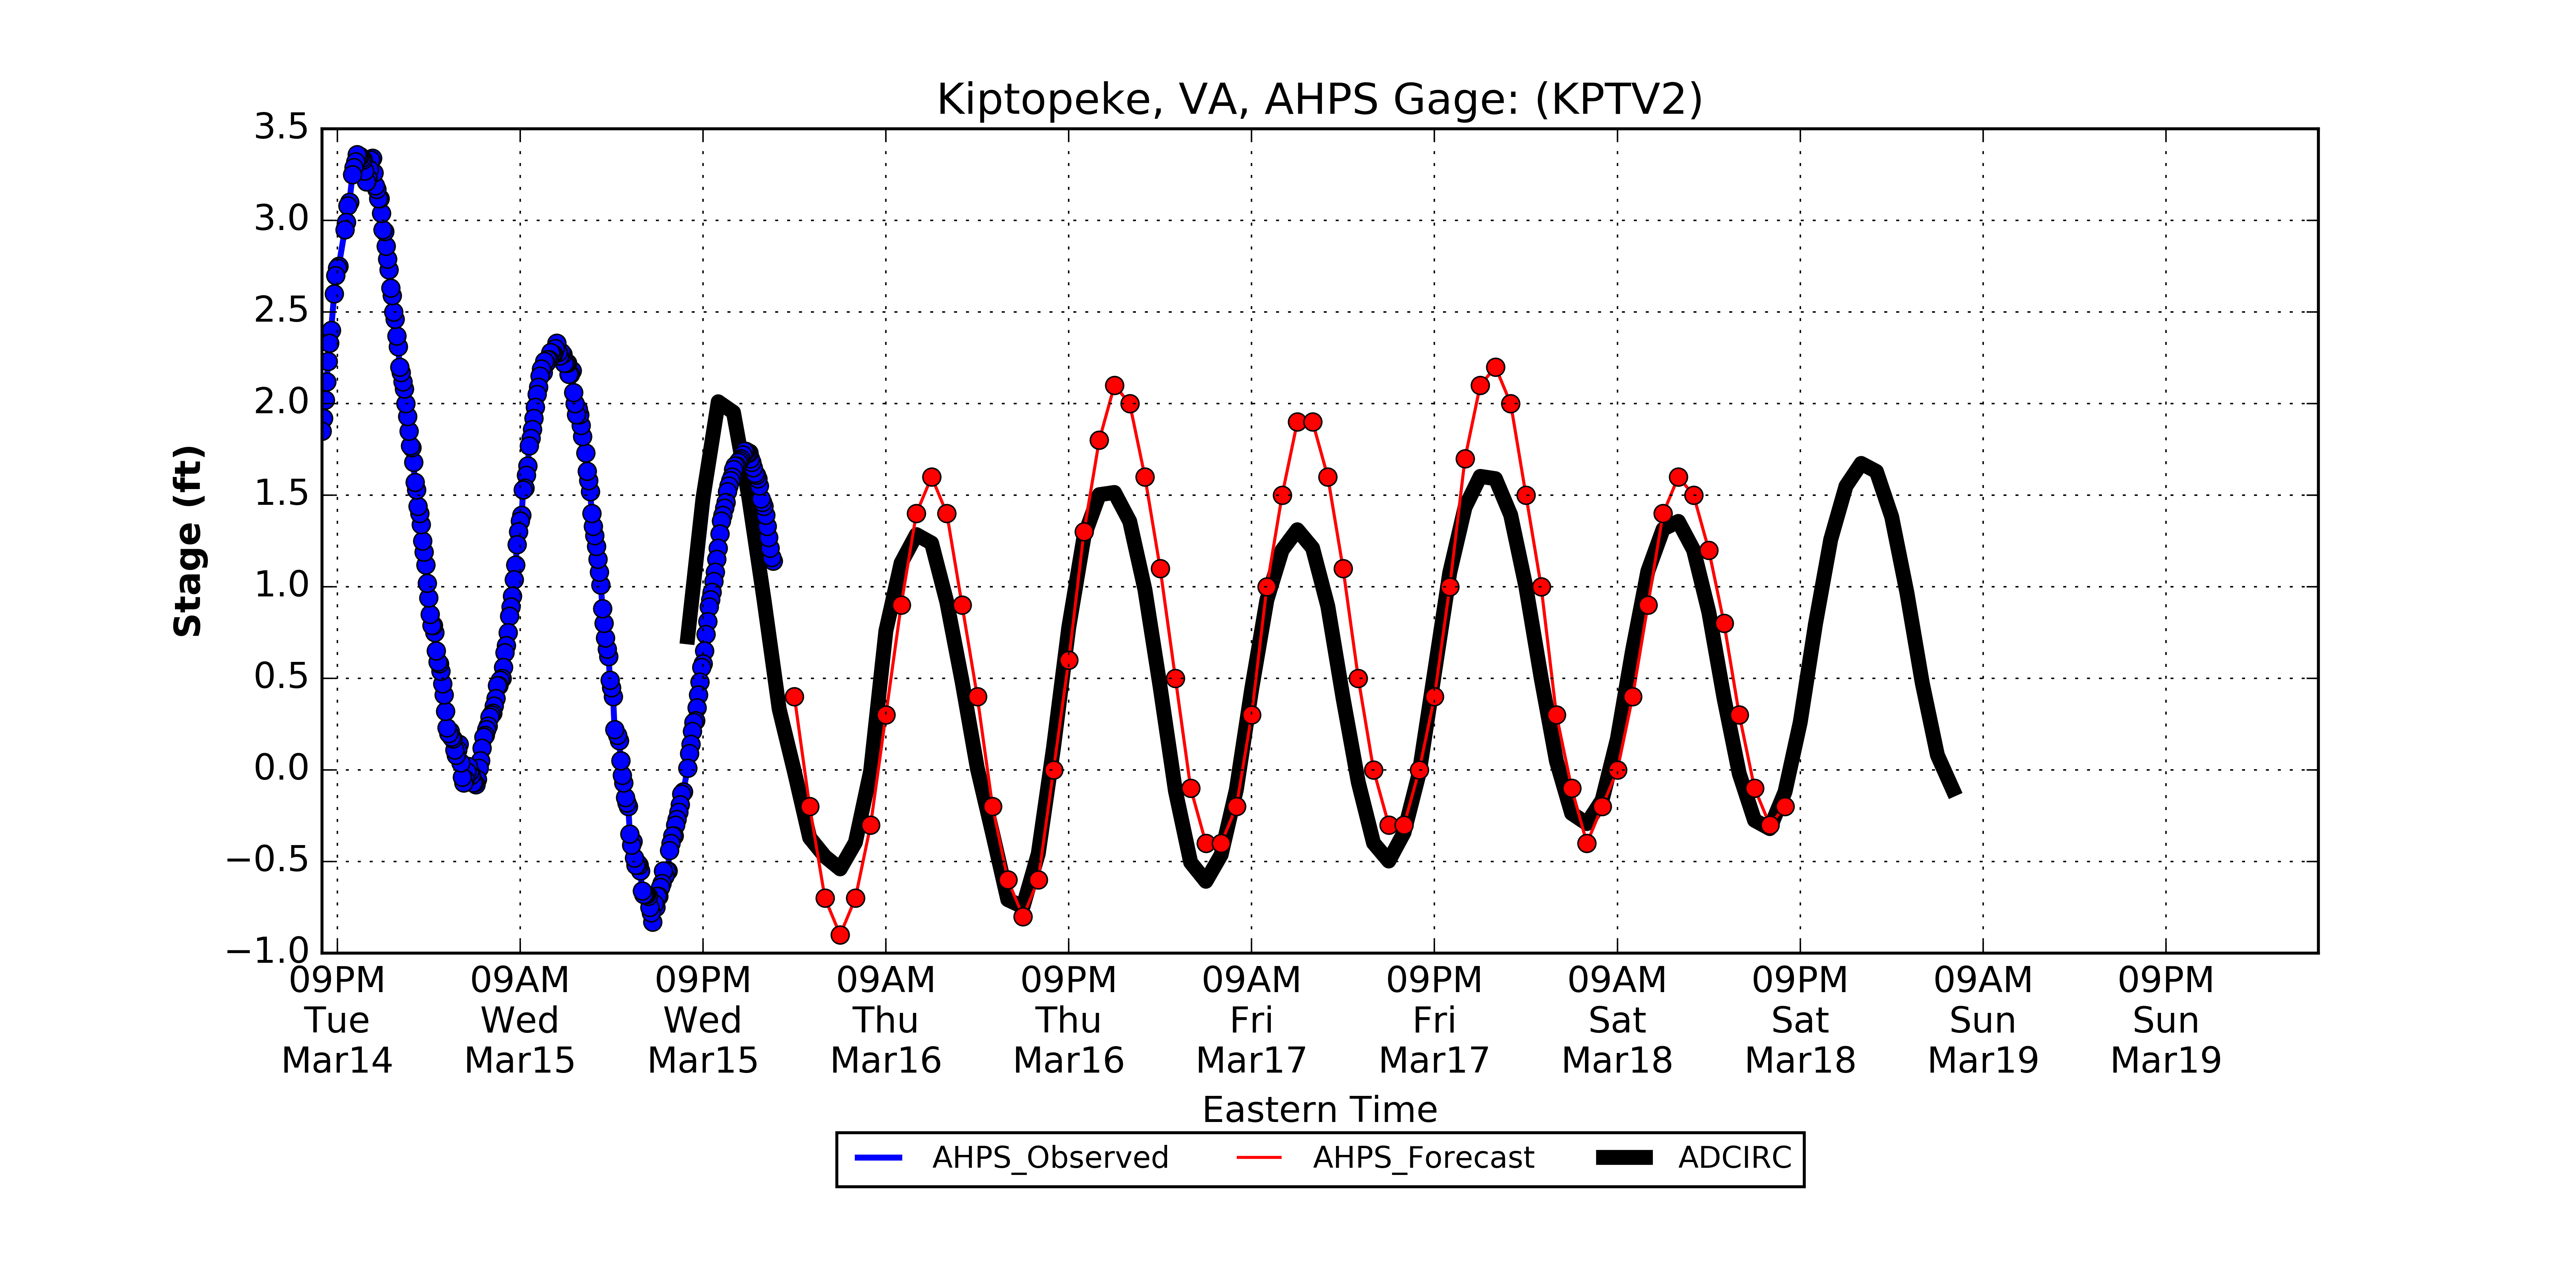 Kiptopeke, VA, AHPS Gage: (KPTV2)
3.5
3.0
2.5
2.0
1.5
1.0
0.5
0.0
−0.5
−1.0
Stage (ft)
09PM 09AM 09PM 09AM 09PM 09AM 09PM 09AM 09PM 09AM 09PM
Tue Wed Wed Thu Thu Fri Fri Sat Sat Sun Sun
Mar14 Mar15 Mar15 Mar16 Mar16 Mar17 Mar17 Mar18 Mar18 Mar19 Mar19
Eastern Time
AHPS_Observed AHPS_Forecast ADCIRC